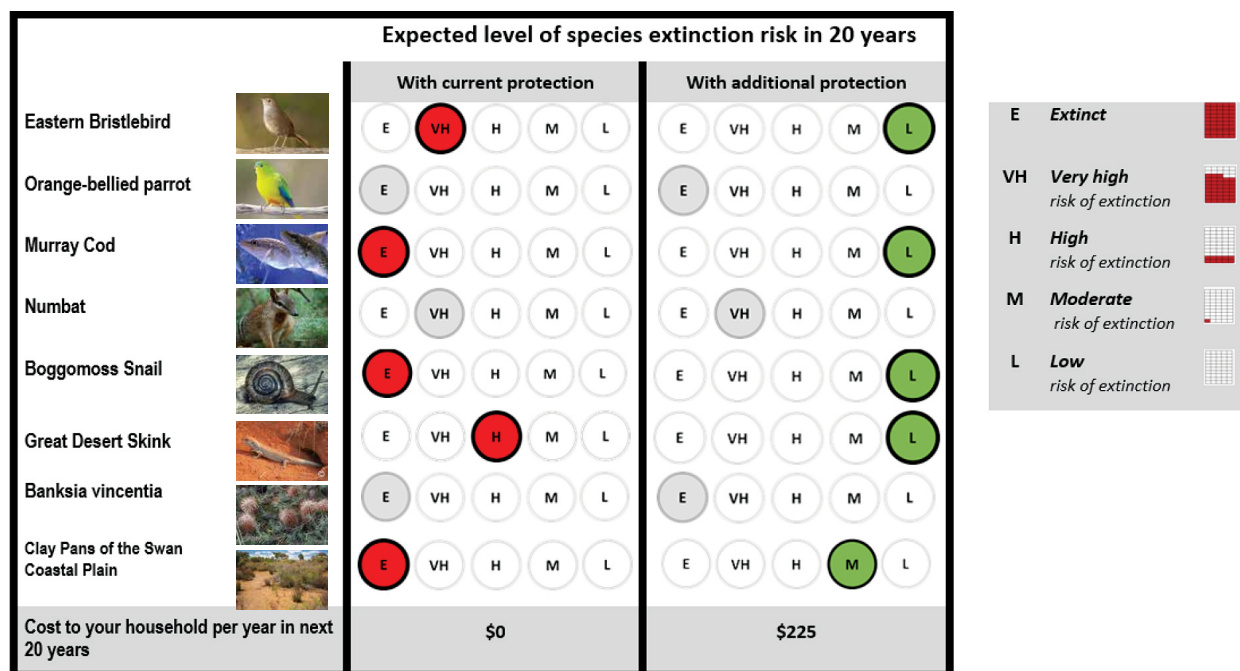 Expected level of species extinction risk in 20 years
With current protection
With additional protection
Eastern Bristlebird
E VH H M L
E VH H M L
Orange-bellied parrot
E VH H M L
E VH H M L
Murray Cod
E VH H M L
E VH H M L
Numbat
E VH H M L
E VH H M L
Boggomoss Snail
E VH H M L
E VH H M L
Great Desert Skink
E VH H M L
E VH H M L
Banksia vincentia
E VH H M L
E VH H M L
Clay Pans of the Swan
Coastal Plain
E VH H M L
E VH H M L
Cost to your household per year in next
20 years
$0
$225
E Extinct
VH Very high
risk of extinction
H High
risk of extinction
M Moderate
risk of extinction
L Low
risk of extinction